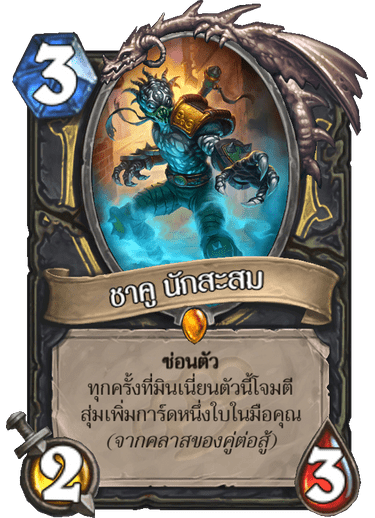 3
ชาคู นักสะสม
ซ่อนตัว
ทุกครั้งที่มินเนี่ยนตัวนี้โจมตี
สุ่มเพิ่มการ์ดหนึ่งใบในมือคุณ
(จากคลาสของคู่ต่อสู้)
2
3